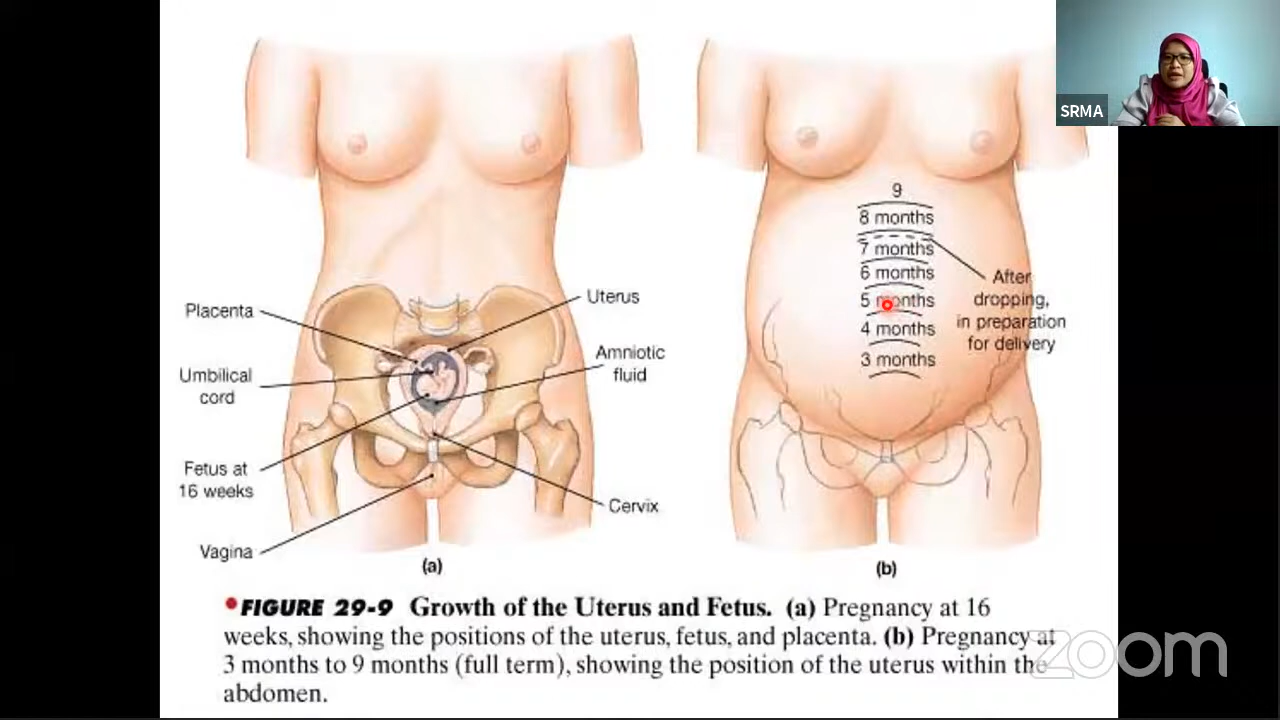 SRMA
Placenta
Umbilical
cord
Fetus at
16 weeks
Vagina
Uterus
Amniotic
fluid
Cervix
(a)
9
8 months
7 months
6 months
5 months
4 months
3 months
After
dropping,
in preparation
for delivery
(b)
•FIGURE 29-9 Growth of the Uterus and Fetus. (a) Pregnancy at 16
weeks, showing the positions of the uterus, fetus, and placenta. (b) Pregnancy at
3 months to 9 months (full term), showing the position of the uterus within the
abdomen.
zoom